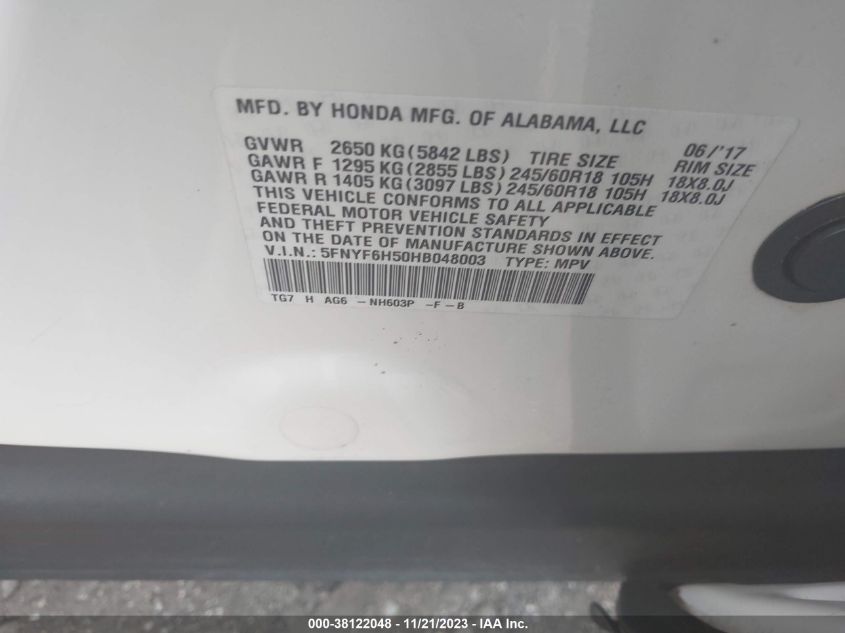 MFD. BY HONDA MFG. OF ALABAMA, LLC
GVWR 2650 KG (5842 LBS) TIRE SIZE 06/'17 RIM SIZE
GAWR F 1295 KG (2855 LBS) 245/60R18 105H 18X8.0J
GAWR R 1405 KG (3097 LBS) 245/60R18 105H 18X8.0J
THIS VEHICLE CONFORMS TO ALL APPLICABLE
FEDERAL MOTOR VEHICLE SAFETY
AND THEFT PREVENTION STANDARDS IN EFFECT
ON THE DATE OF MANUFACTURE SHOWN ABOVE.
V.I.N.: 5FNYF6H50HB048003 TYPE: MPV
TG7 H AG6 -NH603P -F-B
000-38122048 - 11/21/2023 - IAA Inc.